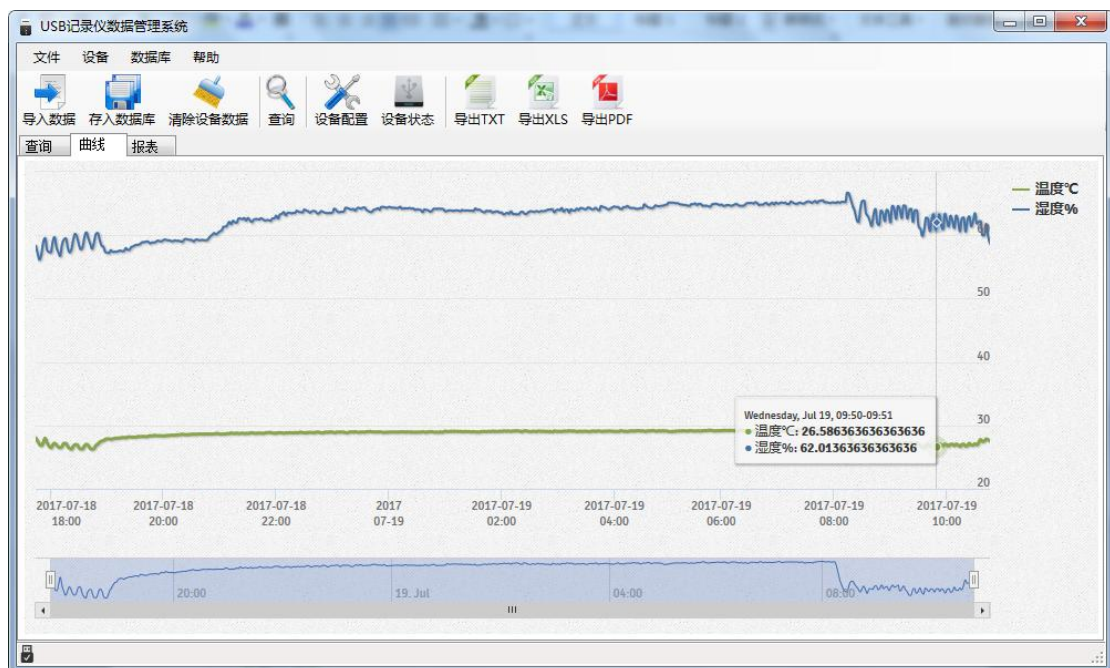 USB记录仪数据管理系统
文件 设备 数据库 帮助
导入数据 存入数据库 清除设备数据 查询 设备配置 设备状态 导出TXT 导出XLS 导出PDF
查询 曲线 报表
温度℃
湿度%
60
50
40
30
20
Wednesday, Jul 19, 09:50-09:51
温度℃: 26.586363636363636
湿度%: 62.01363636363636
2017-07-18 18:00
2017-07-18 20:00
2017-07-18 22:00
2017 07-19
2017-07-19 02:00
2017-07-19 04:00
2017-07-19 06:00
2017-07-19 08:00
2017-07-19 10:00
20:00 19. Jul 04:00 08:00